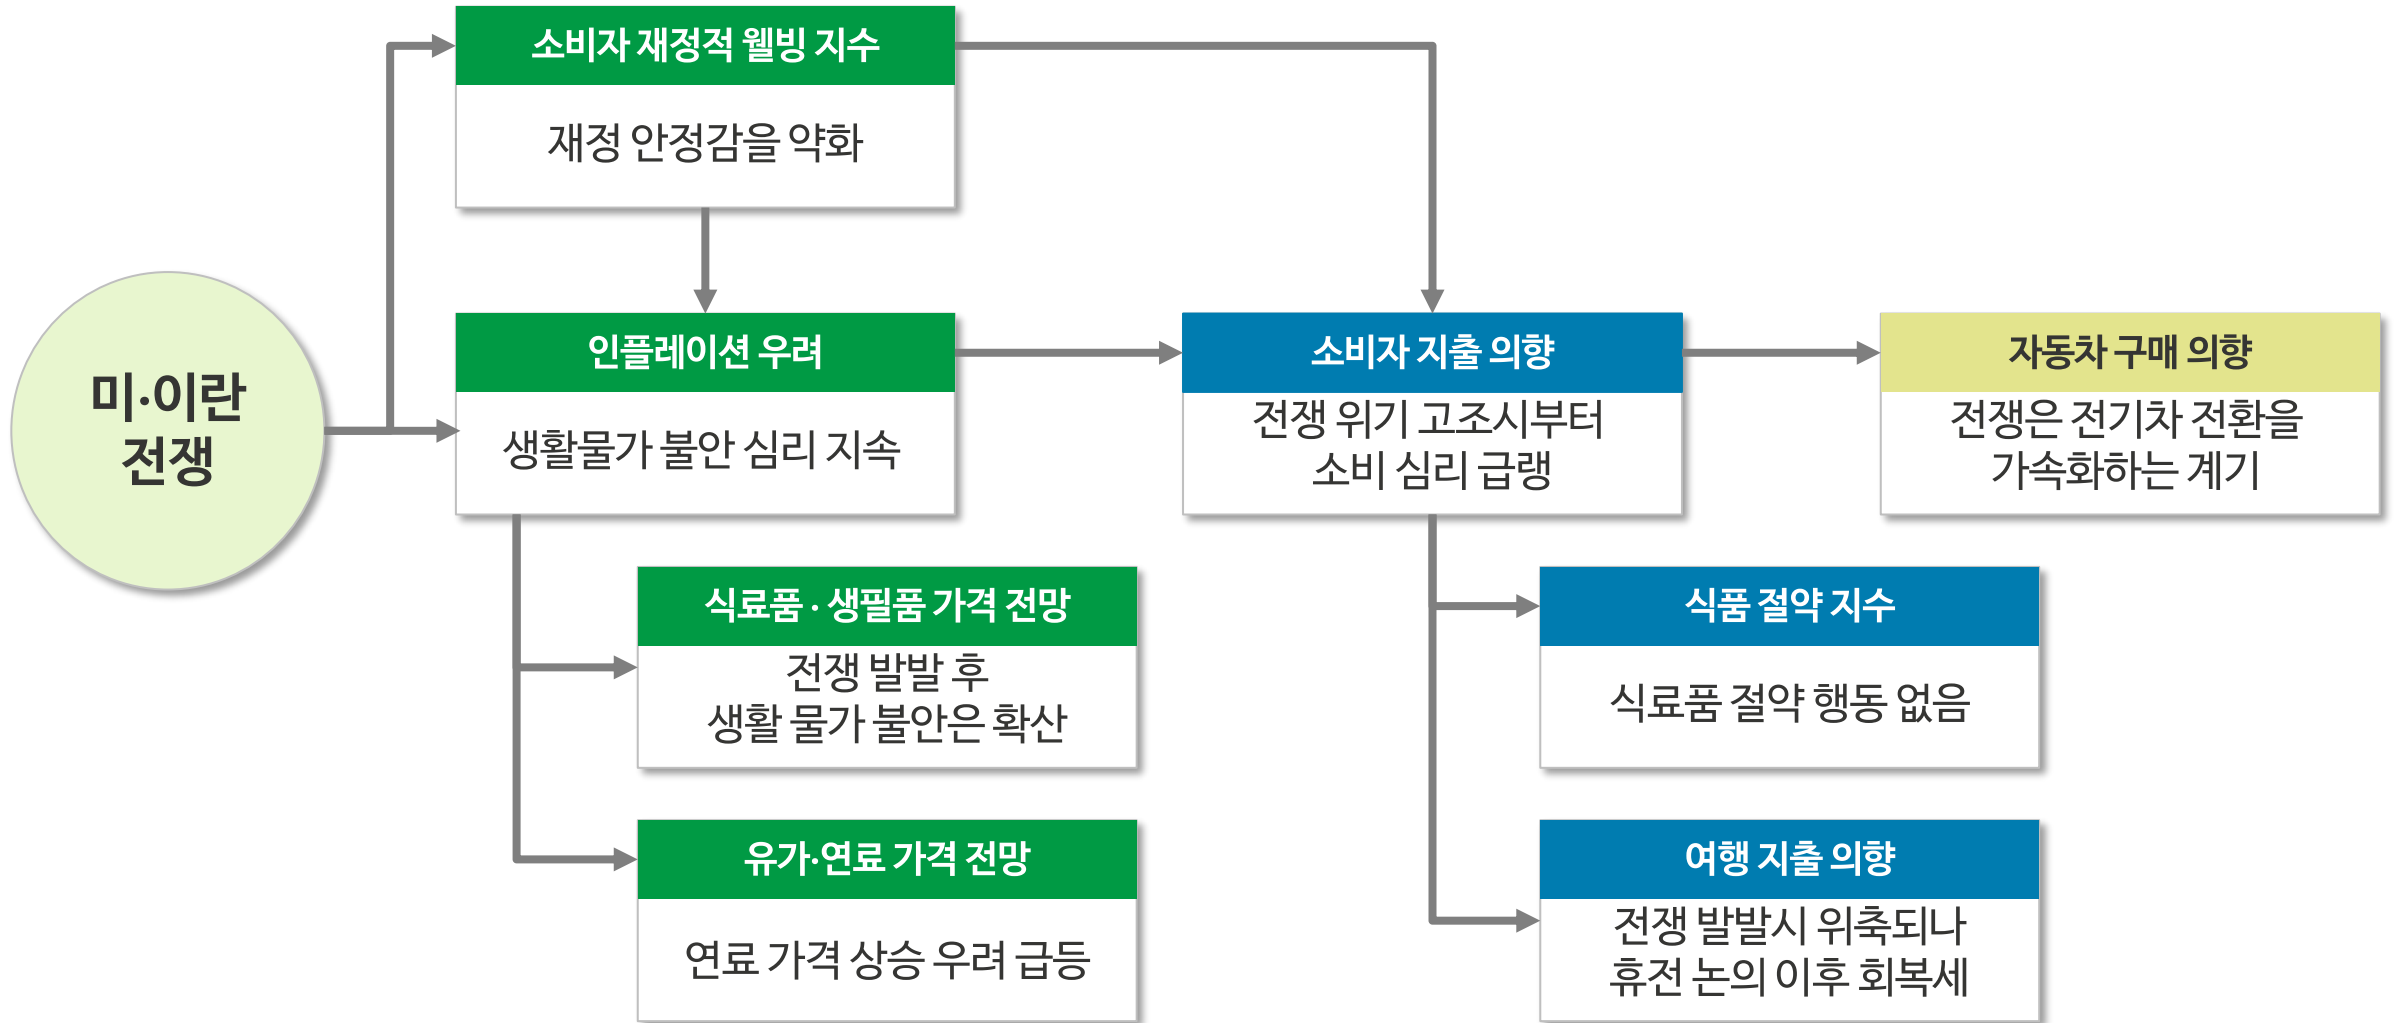 소비자 재정적 웰빙 지수
재정 안정감을 약화
미·이란
전쟁
인플레이션 우려
생활물가 불안 심리 지속
소비자 지출 의향
전쟁 위기 고조시부터
소비 심리 급랭
자동차 구매 의향
전쟁은 전기차 전환을
가속화하는 계기
식료품 · 생필품 가격 전망
전쟁 발발 후
생활 물가 불안은 확산
식품 절약 지수
식료품 절약 행동 없음
유가·연료 가격 전망
연료 가격 상승 우려 급등
여행 지출 의향
전쟁 발발시 위축되나
휴전 논의 이후 회복세